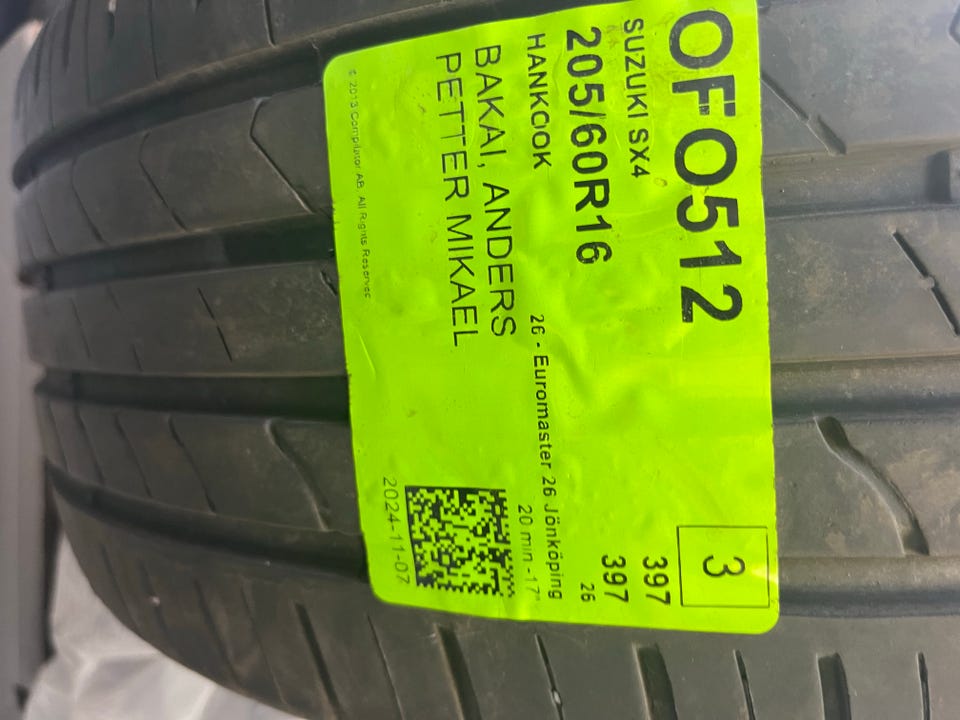 OFO512
3
SUZUKI SX4
397
205/60R16
397
HANKOOK
26
26 - Euromaster 26 Jönköping
20 min - 17"
BAKAI, ANDERS
PETTER MIKAEL
2024-11-07
© 2013 Compilator AB. All Rights Reserved